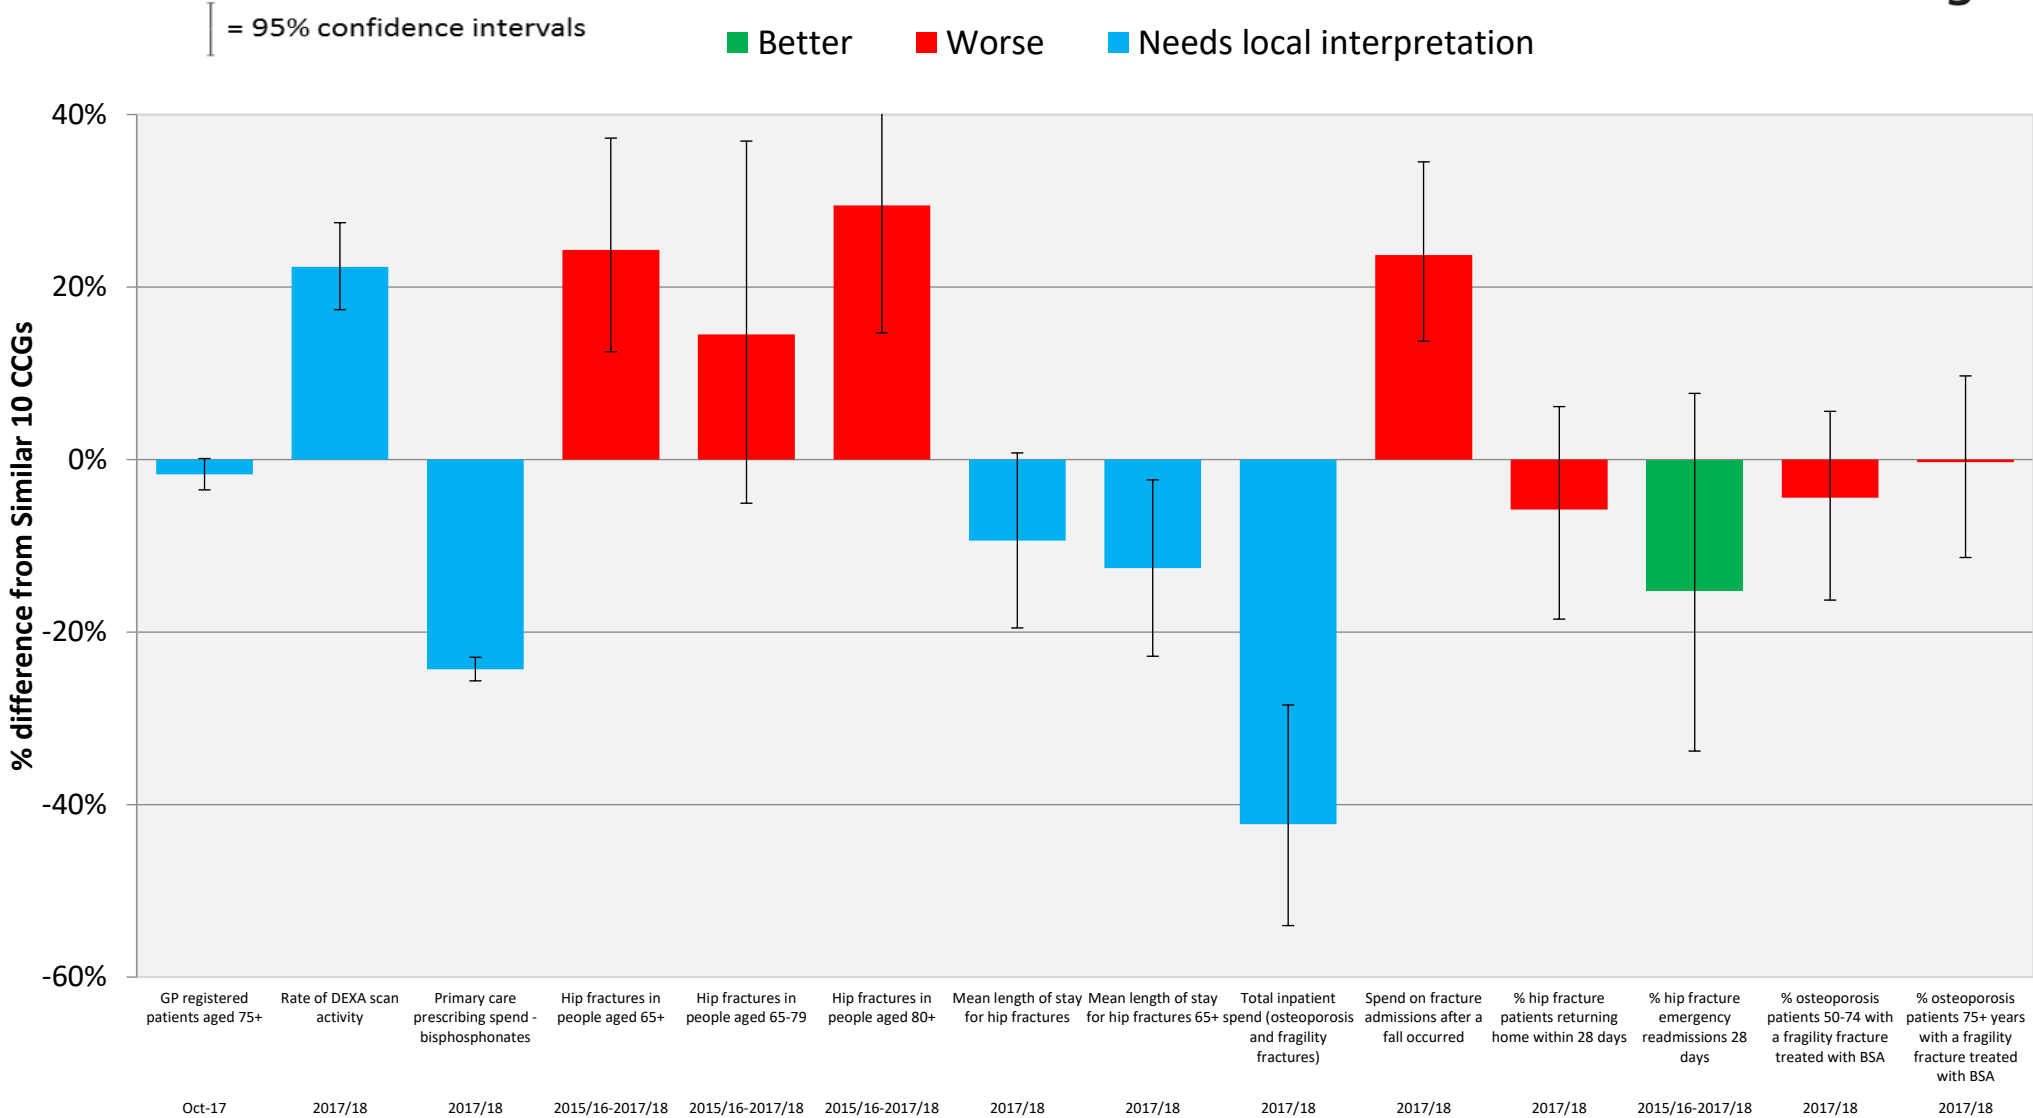 = 95% confidence intervals
Better
Worse
Needs local interpretation
% difference from Similar 10 CCGs
40%
20%
0%
-20%
-40%
-60%
GP registered
patients aged 75+
Oct-17
Rate of DEXA scan
activity
2017/18
Primary care
prescribing spend -
bisphosphonates
2017/18
Hip fractures in
people aged 65+
2015/16-2017/18
Hip fractures in
people aged 65-79
2015/16-2017/18
Hip fractures in
people aged 80+
2015/16-2017/18
Mean length of stay
for hip fractures
2017/18
Mean length of stay
for hip fractures 65+
2017/18
Total inpatient
spend (osteoporosis
and fragility
fractures)
2017/18
Spend on fracture
admissions after a
fall occurred
2017/18
% hip fracture
patients returning
home within 28 days
2017/18
% hip fracture
emergency
readmissions 28
days
2015/16-2017/18
% osteoporosis
patients 50-74 with
a fragility fracture
treated with BSA
2017/18
% osteoporosis
patients 75+ years
with a fragility
fracture treated
with BSA
2017/18